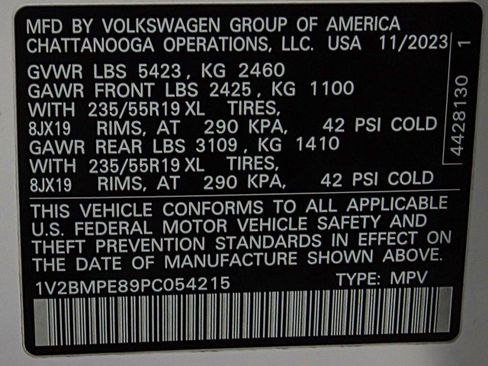 MFD BY VOLKSWAGEN GROUP OF AMERICA
CHATTANOOGA OPERATIONS, LLC. USA 11/2023
GVWR LBS 5423 , KG 2460
GAWR FRONT LBS 2425 , KG 1100
WITH 235/55R19 XL TIRES,
8JX19 RIMS, AT 290 KPA, 42 PSI COLD
GAWR REAR LBS 3109 , KG 1410
WITH 235/55R19 XL TIRES,
8JX19 RIMS, AT 290 KPA, 42 PSI COLD
4428130 1
THIS VEHICLE CONFORMS TO ALL APPLICABLE
U.S. FEDERAL MOTOR VEHICLE SAFETY AND
THEFT PREVENTION STANDARDS IN EFFECT ON
THE DATE OF MANUFACTURE SHOWN ABOVE.
1V2BMPE89PC054215 TYPE: MPV